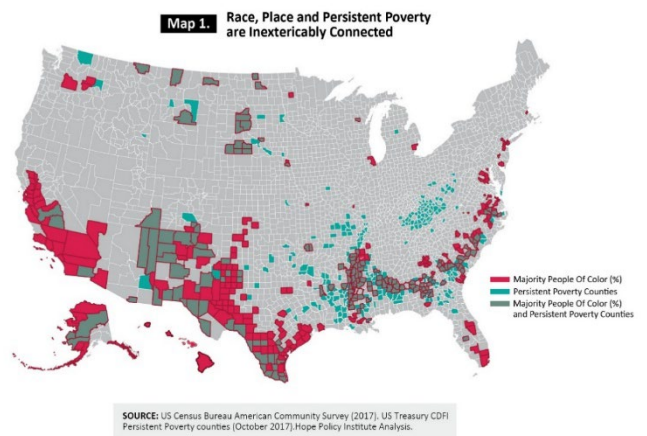 Map 1.
Race, Place and Persistent Poverty
are Inextericably Connected
Majority People Of Color (%)
Persistent Poverty Counties
Majority People Of Color (%)
and Persistent Poverty Counties
SOURCE: US Census Bureau American Community Survey (2017). US Treasury CDFI
Persistent Poverty counties (October 2017).Hope Policy Institute Analysis.